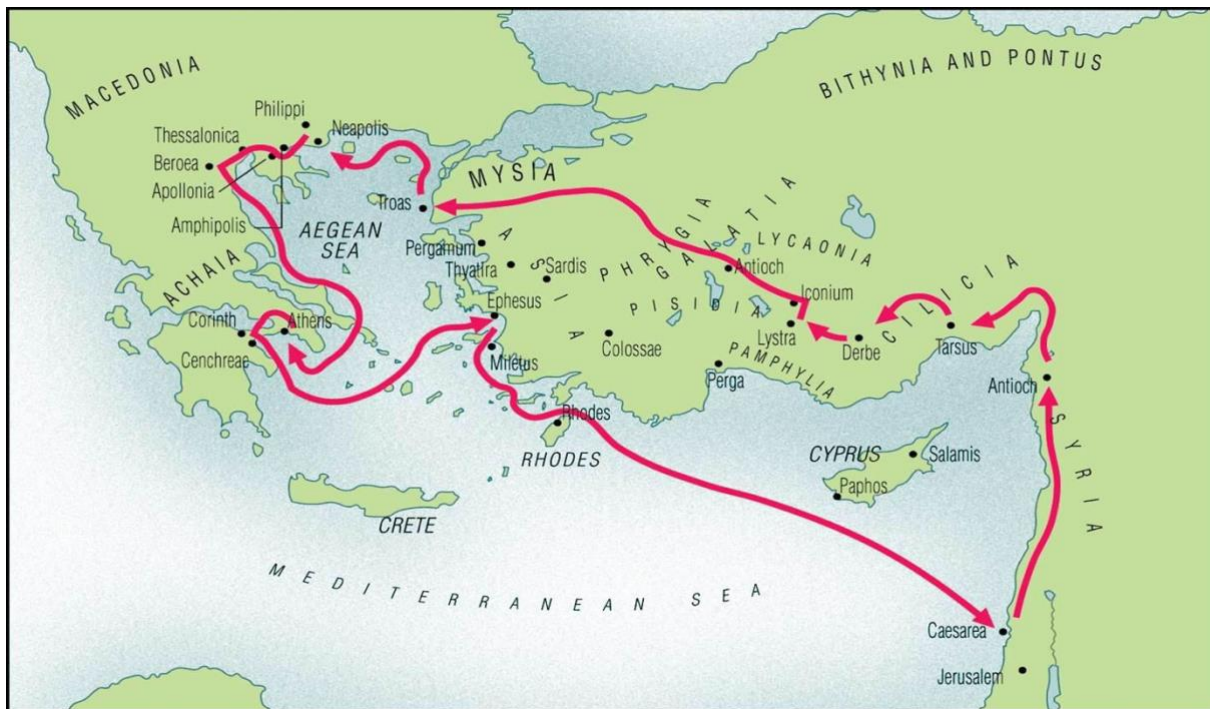 BITHYNIA AND PONTUS
MACEDONIA
Philippi
Neapolis
Thessalonica
Beroea
Apollonia
Amphipolis
MYSIA
Troas
AEGEAN
SEA
ACHAIA
Pergamum
Thyatira
Sardis
ASIA
PHRYGIA
GALATIA
LYCAONIA
Antioch
PISIDIA
Iconium
Lystra
CILICIA
Derbe
Tarsus
Ephesus
Corinth
Athens
Cenchreae
Miletus
Colossae
PAMPHYLIA
Perga
Antioch
SYRIA
Rhodes
RHODES
CYPRUS
Salamis
Paphos
CRETE
MEDITERRANEAN SEA
Caesarea
Jerusalem